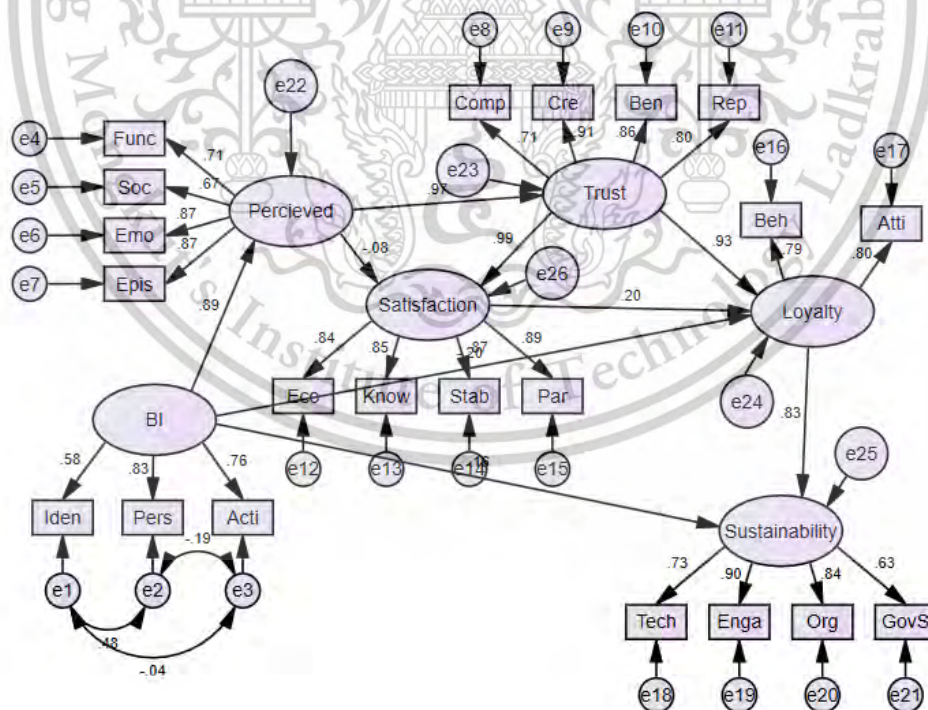 e8 e9 e10 e11
e22
Comp Cre Ben Rep
e4 Func
.71 .91 .86 .80
e16 e17
.71
e23
e5 Soc
.67
Percieved
.97
Trust
Beh Atti
e6 Emo
.87
.79
.87
-.08
.99
e26
.93
.80
e7 Epis
Satisfaction
.20
Loyalty
.89
.84 .85 .87 .89
-.20
Eco Know Stab Par
e24
BI
.83
e12 e13 e14 e15
e25
.58 .83 .76
Iden Pers Acti
Sustainability
-.19
.73 .90 .84 .63
e1 e2 e3
Tech Enga Org GovS
.48
-.04
e18 e19 e20 e21
Institute of Technology Ladkrab